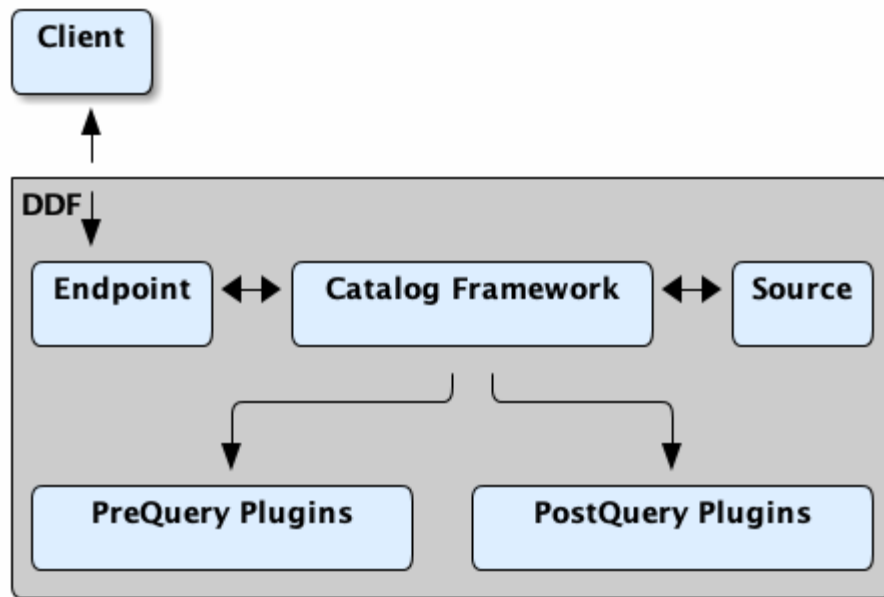 Client
DDF
Endpoint
Catalog Framework
Source
PreQuery Plugins
PostQuery Plugins